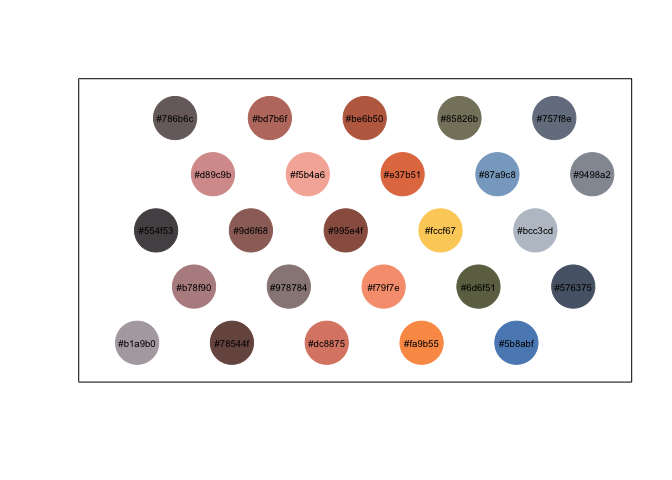 #786b6c #bd7b6f #be6b50 #85826b #757f8e
#d89c9b #f5b4a6 #e37b51 #87a9c8 #9498a2
#554f53 #9d6f68 #995e4f #fccf67 #bcc3cd
#b78f90 #978784 #f79f7e #6d6f51 #576375
#b1a9b0 #78544f #dc8875 #fa9b55 #5b8abf